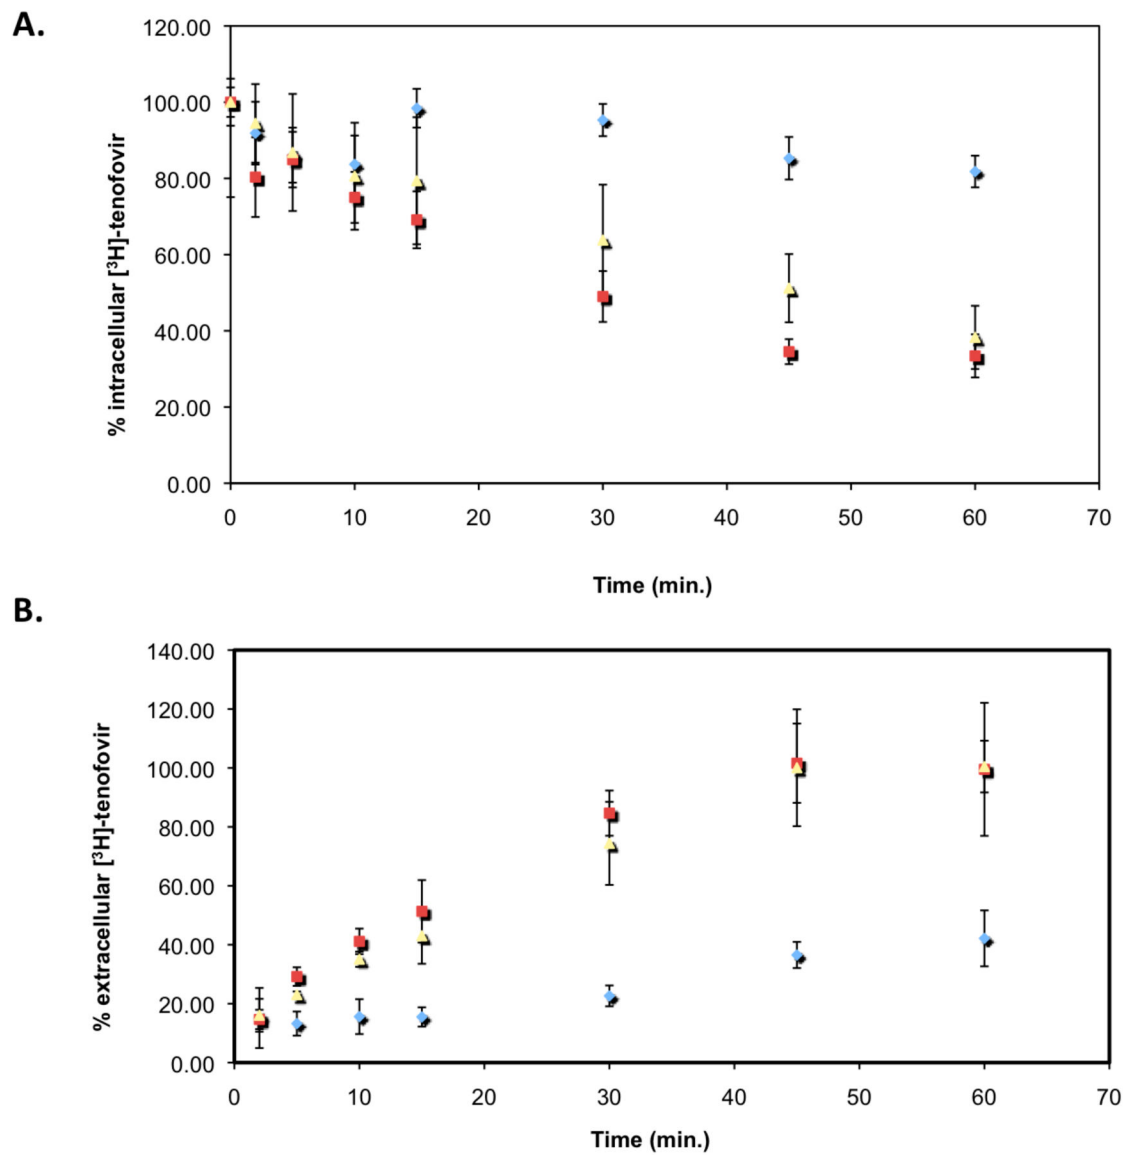 A.
% intracellular [³H]-tenofovir
120.00
100.00
80.00
60.00
40.00
20.00
0.00
0 10 20 30 40 50 60 70
Time (min.)
B.
% extracellular [³H]-tenofovir
140.00
120.00
100.00
80.00
60.00
40.00
20.00
0.00
0 10 20 30 40 50 60 70
Time (min.)